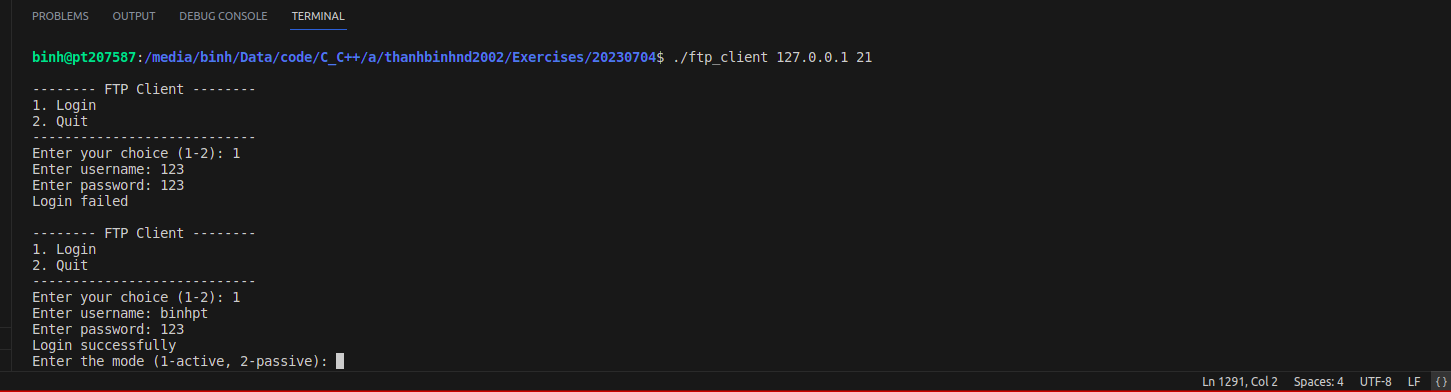 PROBLEMS OUTPUT DEBUG CONSOLE TERMINAL
binh@pt207587:/media/binh/Data/code/C_C++/a/thanhbinhnd2002/Exercises/20230704$ ./ftp_client 127.0.0.1 21
-------- FTP Client --------
1. Login
2. Quit
----------------------------
Enter your choice (1-2): 1
Enter username: 123
Enter password: 123
Login failed
-------- FTP Client --------
1. Login
2. Quit
----------------------------
Enter your choice (1-2): 1
Enter username: binhpt
Enter password: 123
Login successfully
Enter the mode (1-active, 2-passive):
Ln 1291, Col 2 Spaces: 4 UTF-8 LF {}